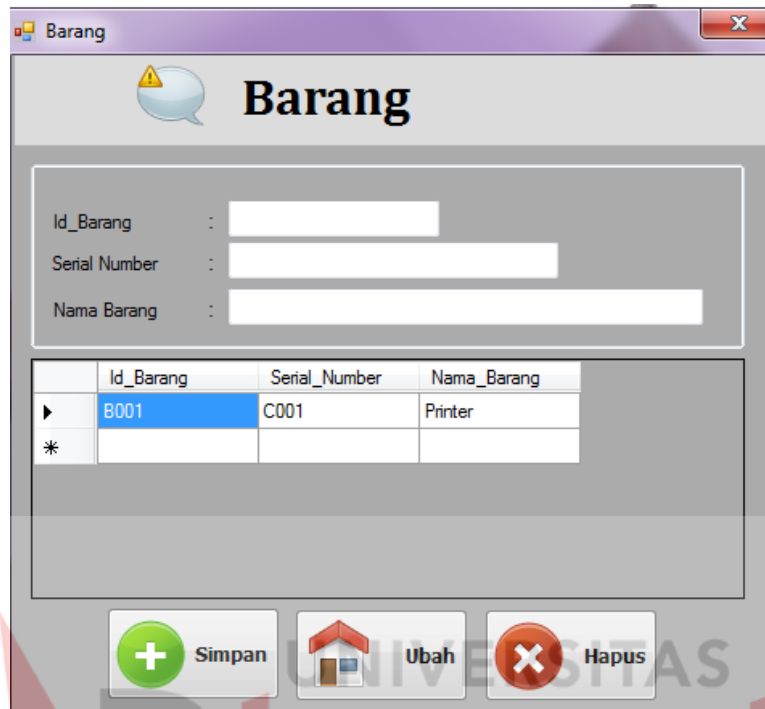 Barang
Barang
Id_Barang :
Serial Number :
Nama Barang :
Id_Barang Serial_Number Nama_Barang
B001 C001 Printer
Simpan Ubah Hapus
UNIVERSITAS